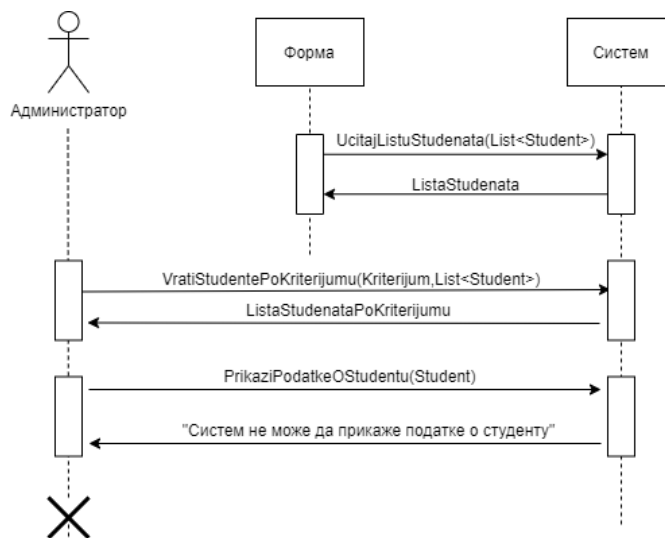 Форма
Систем
Администратор
UcitajListuStudenata(List<Student>)
ListaStudenata
VratiStudentePoKriterijumu(Kriterijum,List<Student>)
ListaStudenataPoKriterijumu
PrikaziPodatkeOStudentu(Student)
"Систем не може да прикаже податке о студенту"